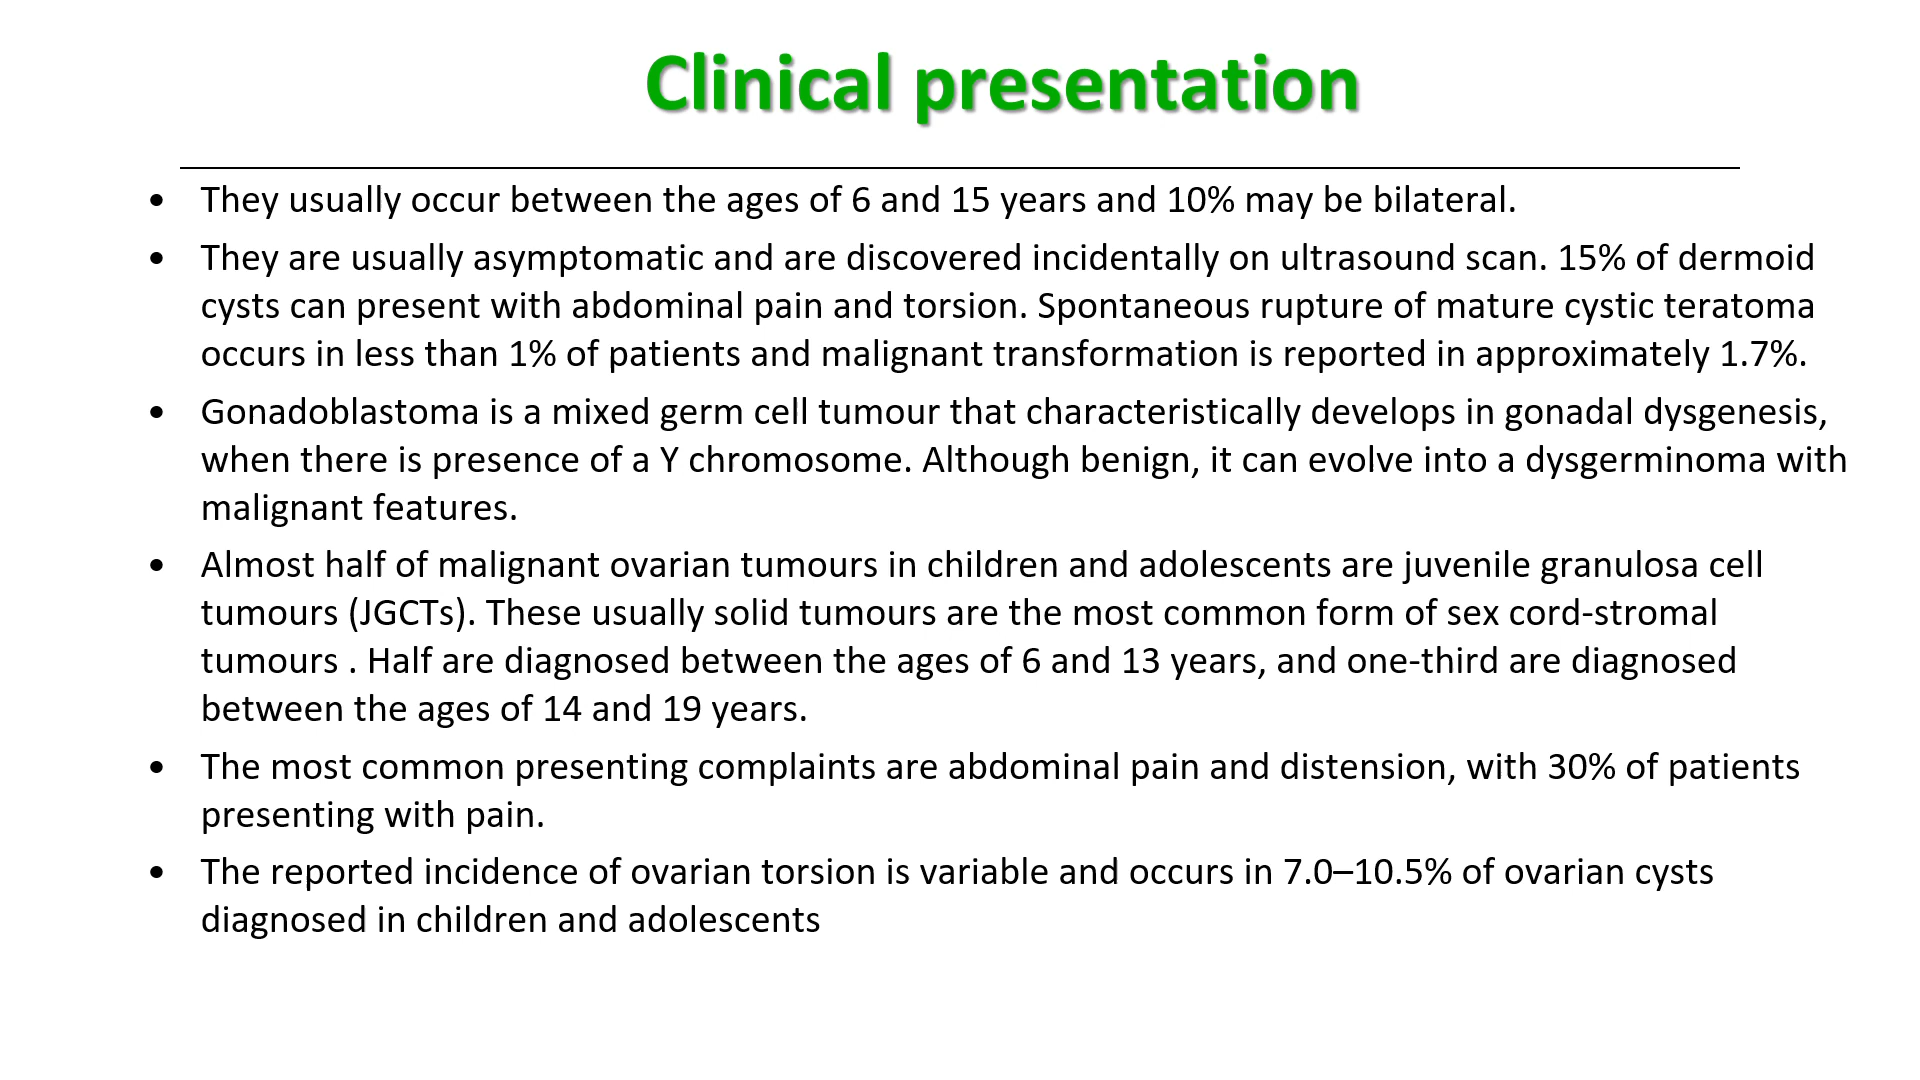 Clinical presentation
• They usually occur between the ages of 6 and 15 years and 10% may be bilateral.
• They are usually asymptomatic and are discovered incidentally on ultrasound scan. 15% of dermoid
cysts can present with abdominal pain and torsion. Spontaneous rupture of mature cystic teratoma
occurs in less than 1% of patients and malignant transformation is reported in approximately 1.7%.
• Gonadoblastoma is a mixed germ cell tumour that characteristically develops in gonadal dysgenesis,
when there is presence of a Y chromosome. Although benign, it can evolve into a dysgerminoma with
malignant features.
• Almost half of malignant ovarian tumours in children and adolescents are juvenile granulosa cell
tumours (JGCTs). These usually solid tumours are the most common form of sex cord-stromal
tumours . Half are diagnosed between the ages of 6 and 13 years, and one-third are diagnosed
between the ages of 14 and 19 years.
• The most common presenting complaints are abdominal pain and distension, with 30% of patients
presenting with pain.
• The reported incidence of ovarian torsion is variable and occurs in 7.0–10.5% of ovarian cysts
diagnosed in children and adolescents